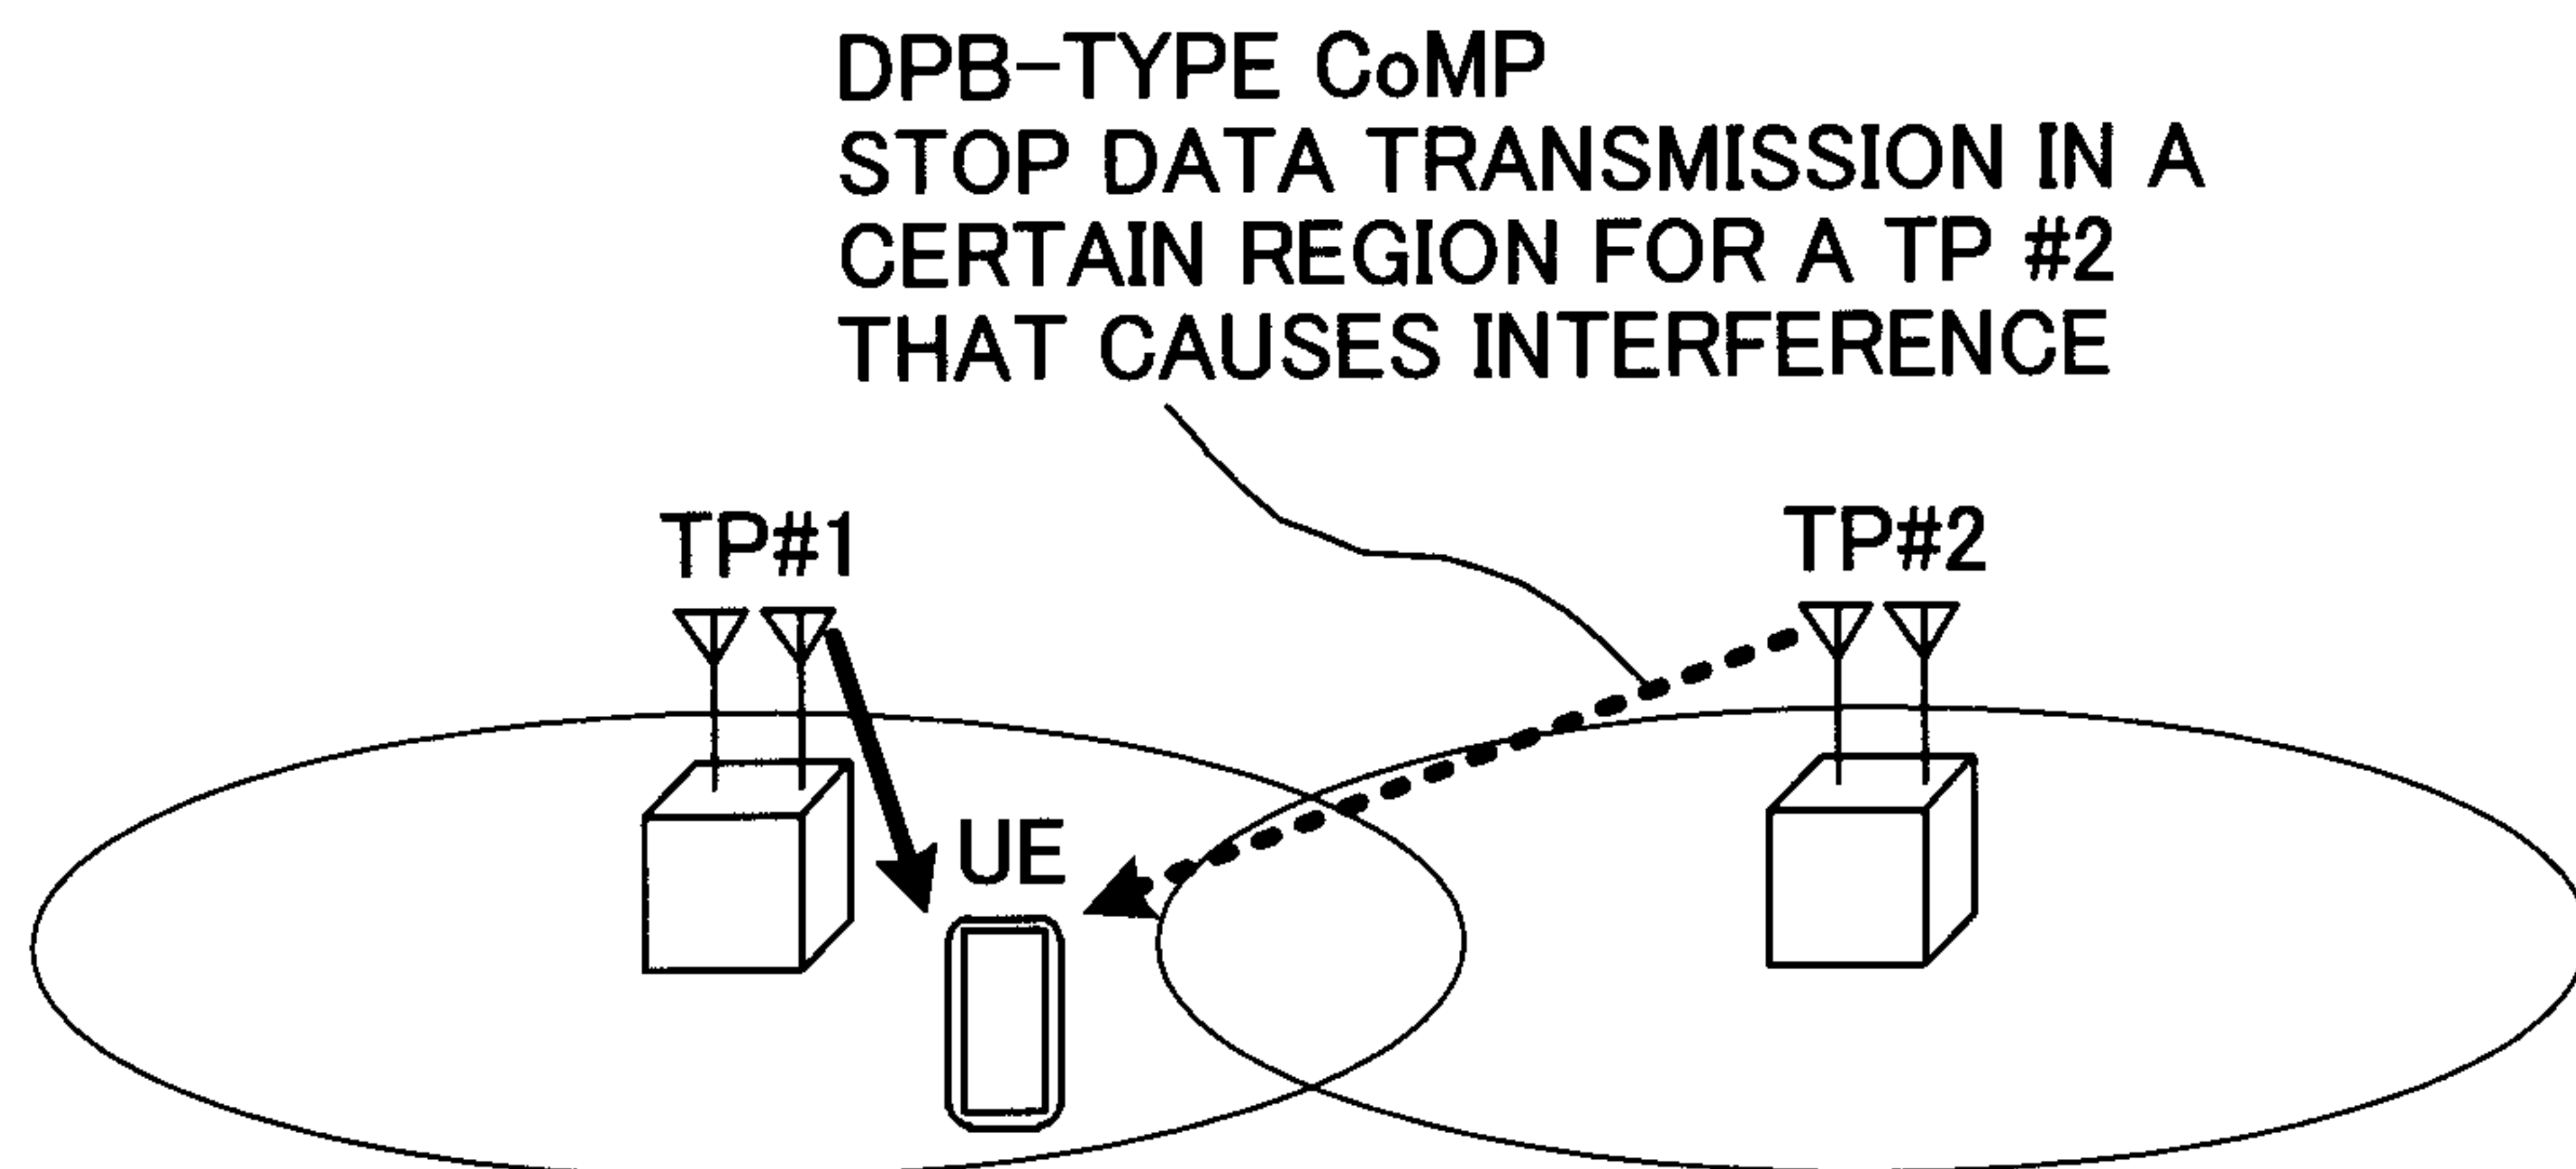 DPB-TYPE CoMP
STOP DATA TRANSMISSION IN A
CERTAIN REGION FOR A TP #2
THAT CAUSES INTERFERENCE
TP#1
TP#2
UE